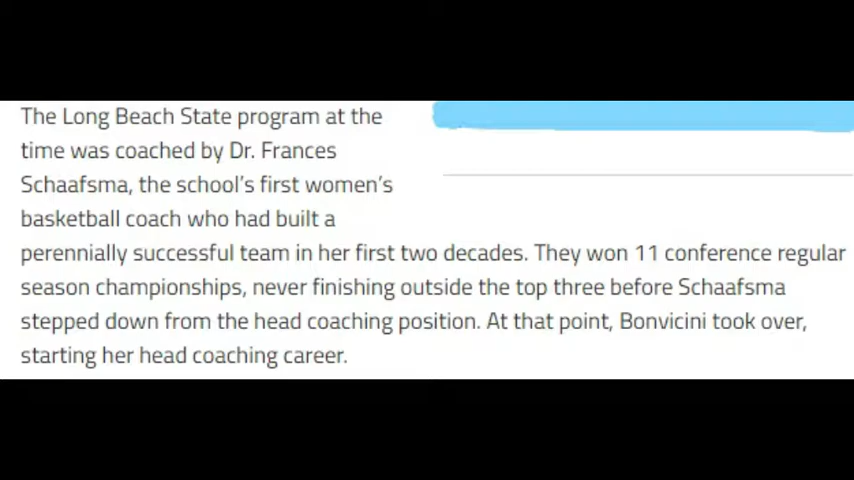 The Long Beach State program at the
time was coached by Dr. Frances
Schaafsma, the school’s first women’s
basketball coach who had built a
perennially successful team in her first two decades. They won 11 conference regular
season championships, never finishing outside the top three before Schaafsma
stepped down from the head coaching position. At that point, Bonvicini took over,
starting her head coaching career.